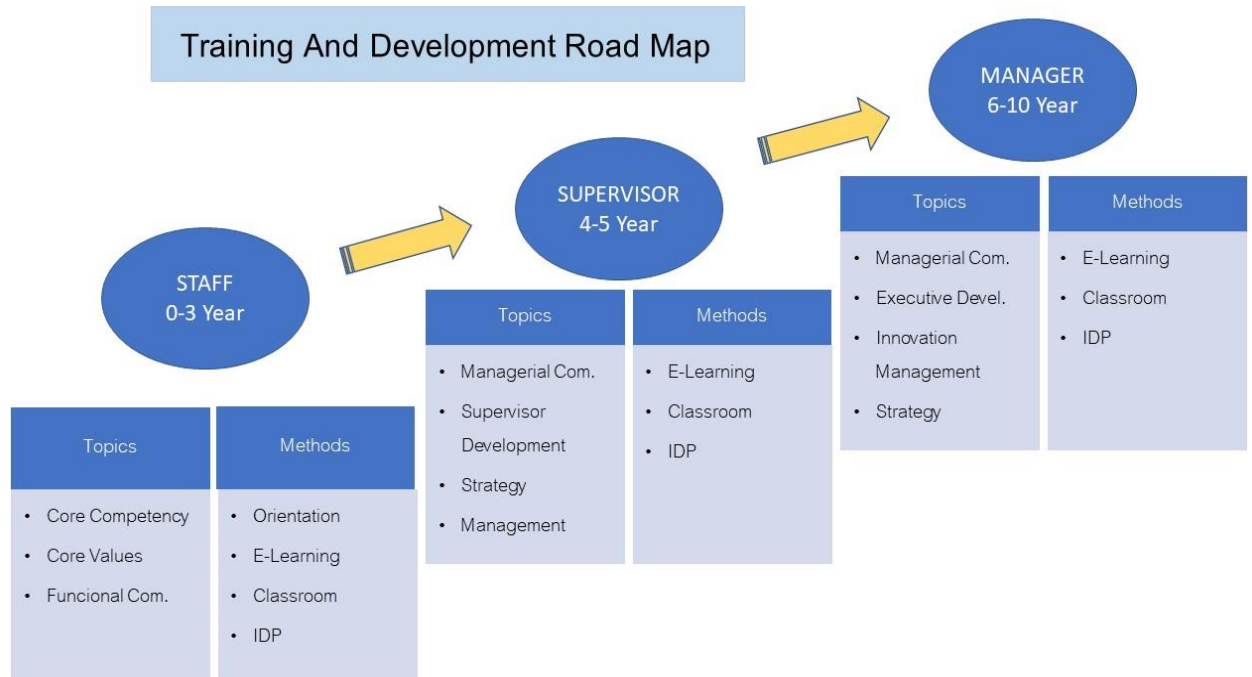 Training And Development Road Map
MANAGER
6-10 Year
SUPERVISOR
4-5 Year
STAFF
0-3 Year
Topics
Methods
• Managerial Com.
• Executive Devel.
• Innovation
Management
• Strategy
• E-Learning
• Classroom
• IDP
Topics
Methods
• Managerial Com.
• Supervisor
Development
• Strategy
• Management
• E-Learning
• Classroom
• IDP
Topics
Methods
• Core Competency
• Core Values
• Funcional Com.
• Orientation
• E-Learning
• Classroom
• IDP